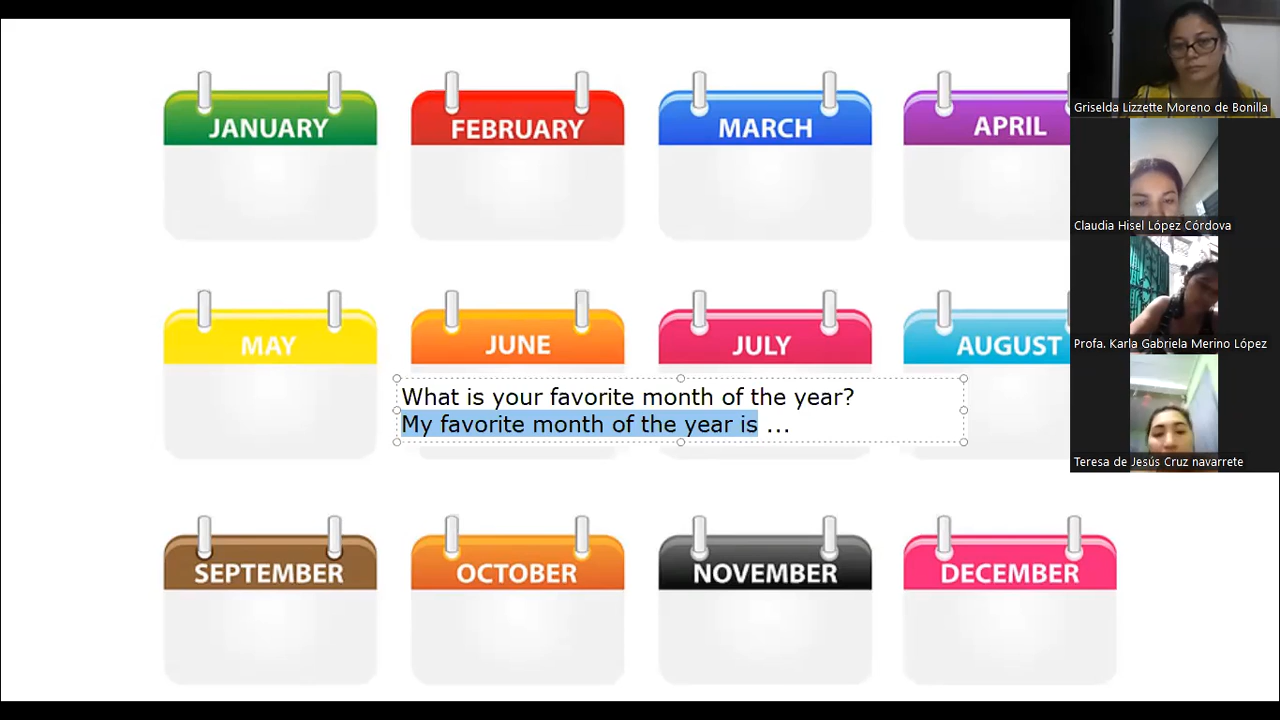 JANUARY
FEBRUARY
MARCH
APRIL
MAY
JUNE
JULY
AUGUST
What is your favorite month of the year?
My favorite month of the year is ...
SEPTEMBER
OCTOBER
NOVEMBER
DECEMBER
Griselda Lizzette Moreno de Bonilla
Claudia Hisel López Córdova
Profa. Karla Gabriela Merino López
Teresa de Jesús Cruz navarrete